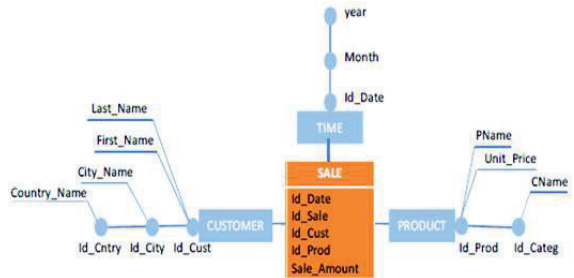 year
Month
Id_Date
TIME
Last_Name
First_Name
City_Name
Country_Name
Id_Cntry
Id_City
Id_Cust
CUSTOMER
SALE
Id_Date
Id_Sale
Id_Cust
Id_Prod
Sale_Amount
PRODUCT
PName
Unit_Price
CName
Id_Prod
Id_Categ